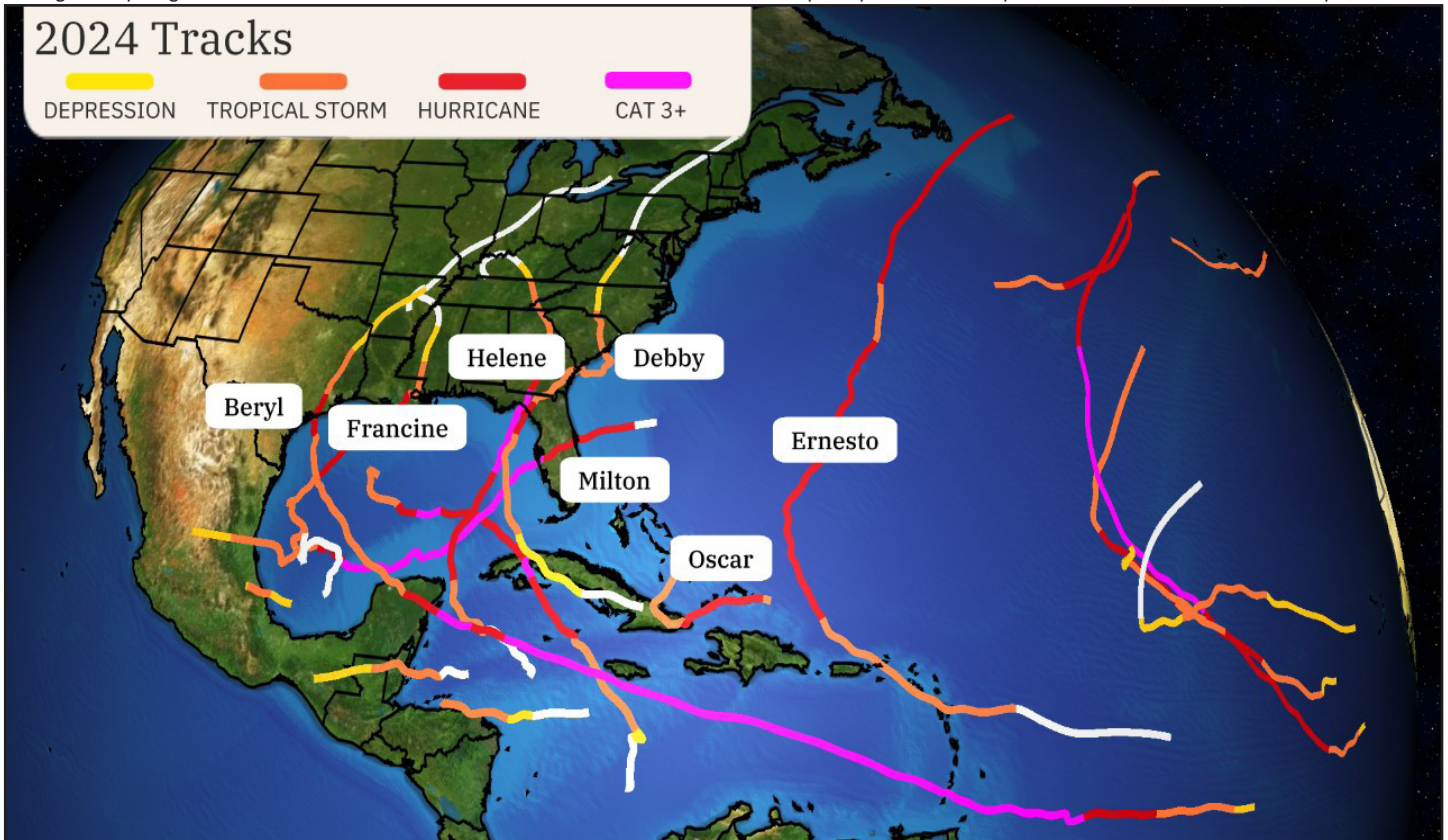 2024 Tracks
DEPRESSION TROPICAL STORM HURRICANE CAT 3+
Helene
Debby
Beryl
Francine
Ernesto
Milton
Oscar